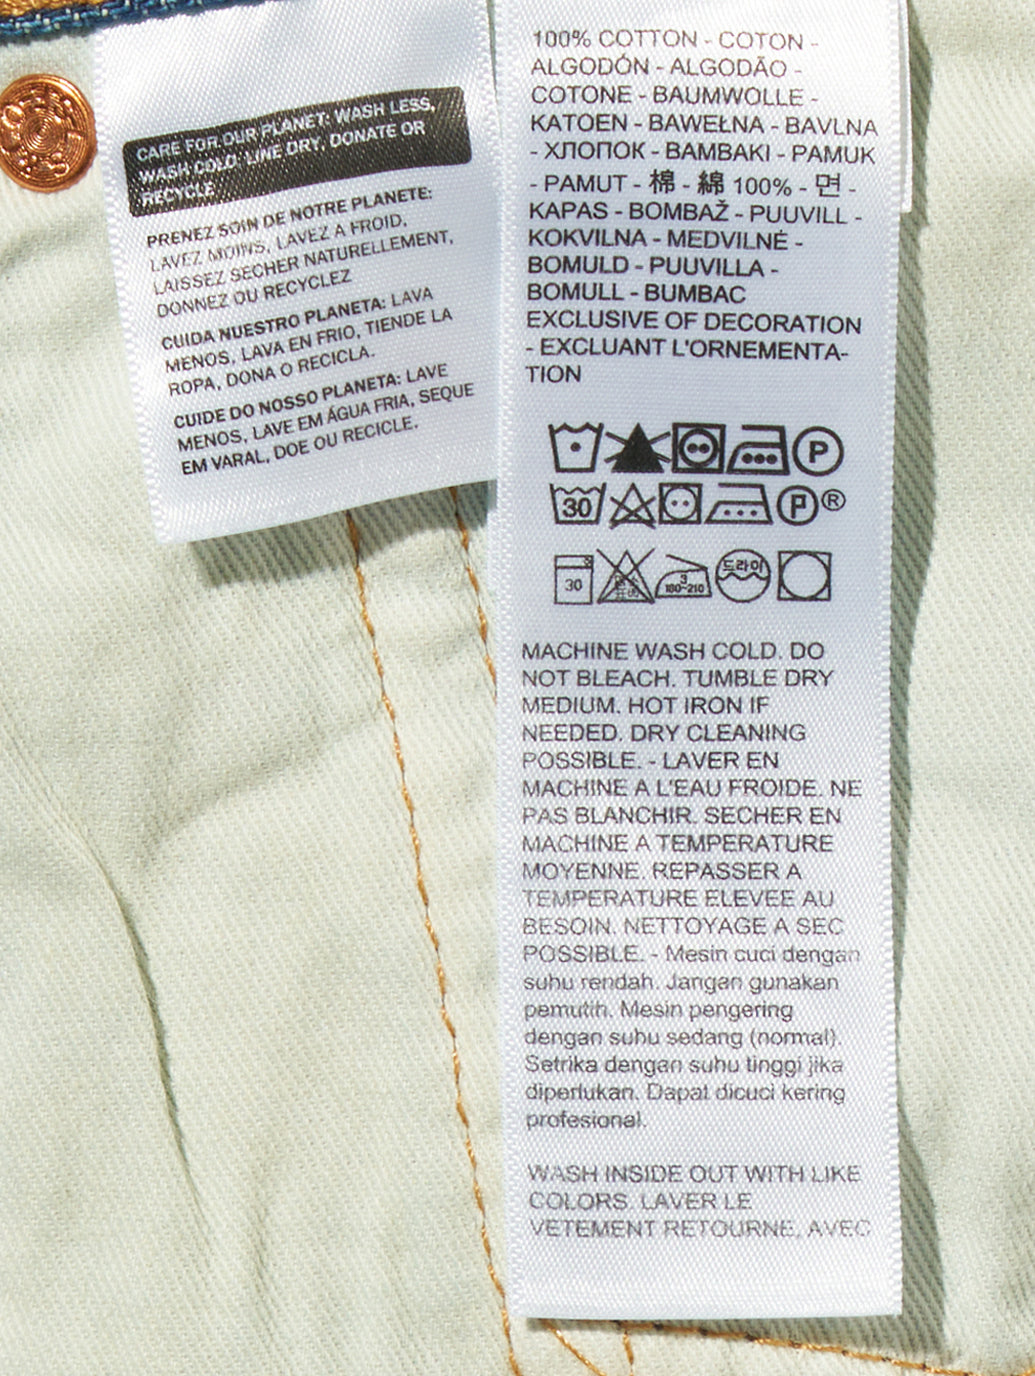 CARE FOR OUR PLANET: WASH LESS,
WASH COLD, LINE DRY, DONATE OR
RECYCLE
PRENEZ SOIN DE NOTRE PLANETE:
LAVEZ MOINS, LAVEZ A FROID,
LAISSEZ SECHER NATURELLEMENT,
DONNEZ OU RECYCLEZ
CUIDA NUESTRO PLANETA: LAVA
MENOS, LAVA EN FRIO, TIENDE LA
ROPA, DONA O RECICLA.
CUIDE DO NOSSO PLANETA: LAVE
MENOS, LAVE EM ÁGUA FRIA, SEQUE
EM VARAL, DOE OU RECICLE.
100% COTTON - COTON -
ALGODÓN - ALGODÃO -
COTONE - BAUMWOLLE -
KATOEN - BAWEŁNA - BAVLNA
- ХЛОПОК - BAMBAKI - PAMUK
- PAMUT - 棉 - 綿 100% - 면 -
KAPAS - BOMBAŽ - PUUVILL -
KOKVILNA - MEDVILNĖ -
BOMULD - PUUVILLA -
BOMULL - BUMBAC
EXCLUSIVE OF DECORATION
- EXCLUANT L'ORNEMENTA-
TION
P
30 P ®
30 3 180~210 드라이
MACHINE WASH COLD. DO
NOT BLEACH. TUMBLE DRY
MEDIUM. HOT IRON IF
NEEDED. DRY CLEANING
POSSIBLE. - LAVER EN
MACHINE A L'EAU FROIDE. NE
PAS BLANCHIR. SECHER EN
MACHINE A TEMPERATURE
MOYENNE. REPASSER A
TEMPERATURE ELEVEE AU
BESOIN. NETTOYAGE A SEC
POSSIBLE. - Mesin cuci dengan
suhu rendah. Jangan gunakan
pemutih. Mesin pengering
dengan suhu sedang (normal).
Setrika dengan suhu tinggi jika
diperlukan. Dapat dicuci kering
profesional.
WASH INSIDE OUT WITH LIKE
COLORS. LAVER LE
VETEMENT RETOURNE, AVEC